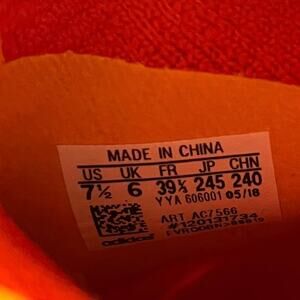 MADE IN CHINA
US UK FR JP CHN
7½ 6 39⅓ 245 240
YYA 606001 05/18
ART AC7566
#120131734
adidas